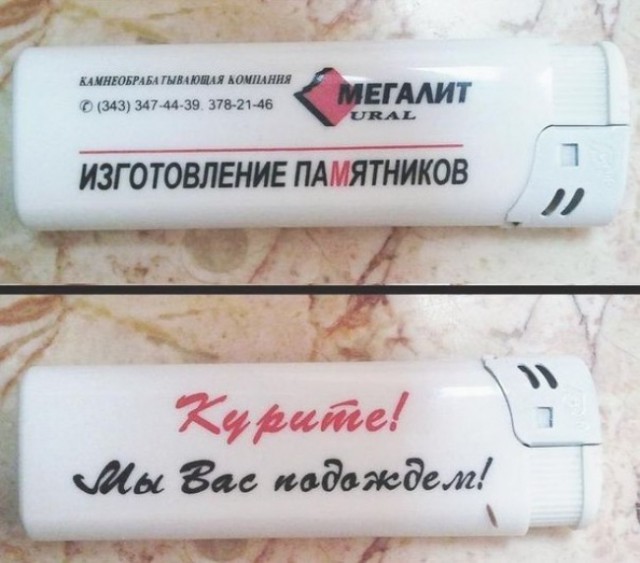 КАМНЕОБРАБАТЫВАЮЩАЯ КОМПАНИЯ
✆ (343) 347-44-39, 378-21-46
МЕГАЛИТ
URAL
ИЗГОТОВЛЕНИЕ ПАМЯТНИКОВ
Курите!
Мы Вас подождем!